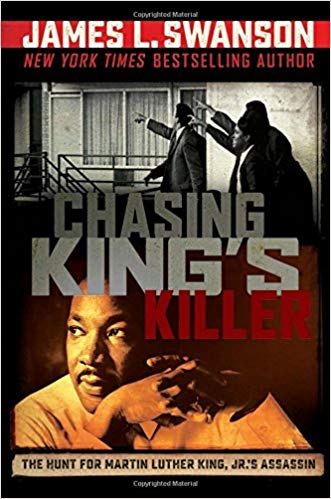 JAMES L. SWANSON
NEW YORK TIMES BESTSELLING AUTHOR
CHASING
KING'S
KILLER
THE HUNT FOR MARTIN LUTHER KING, JR.'S ASSASSIN